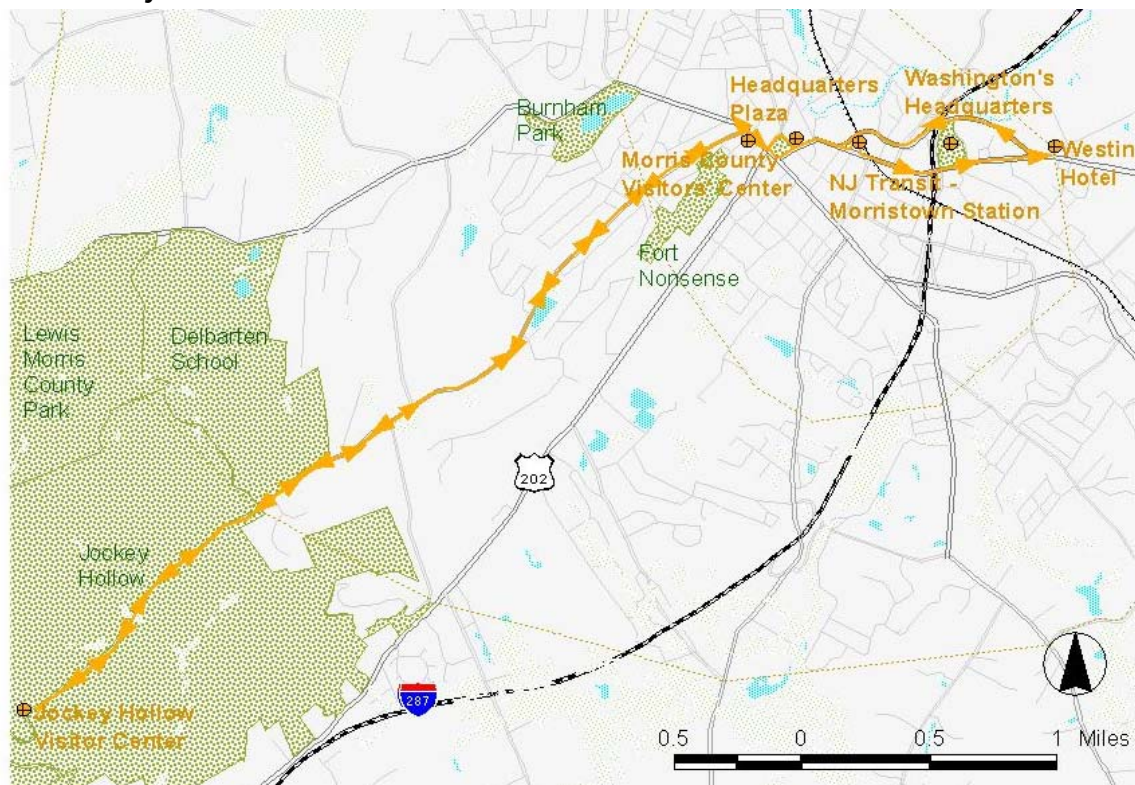 Headquarters
Plaza
Washington's
Headquarters
Burnham
Park
Morris County
Visitors' Center
Westin
Hotel
NJ Transit -
Morristown Station
Fort
Nonsense
Lewis
Morris
County
Park
Delbarten
School
202
Jockey
Hollow
287
Jockey Hollow
Visitor Center
0.5 0 0.5 1 Miles